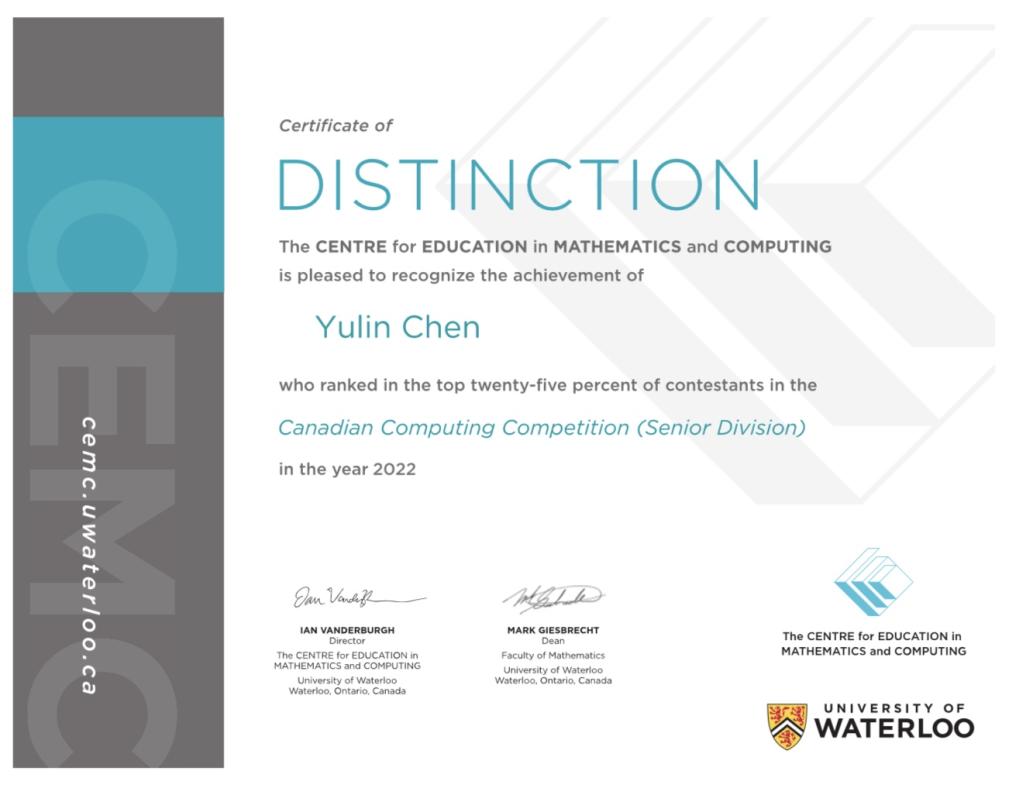 Certificate of
DISTINCTION
The CENTRE for EDUCATION in MATHEMATICS and COMPUTING
is pleased to recognize the achievement of
Yulin Chen
who ranked in the top twenty-five percent of contestants in the
Canadian Computing Competition (Senior Division)
in the year 2022
CEMC
cemc.uwaterloo.ca
IAN VANDERBURGH
Director
The CENTRE for EDUCATION in
MATHEMATICS and COMPUTING
University of Waterloo
Waterloo, Ontario, Canada
MARK GIESBRECHT
Dean
Faculty of Mathematics
University of Waterloo
Waterloo, Ontario, Canada
The CENTRE for EDUCATION in
MATHEMATICS and COMPUTING
UNIVERSITY OF
WATERLOO